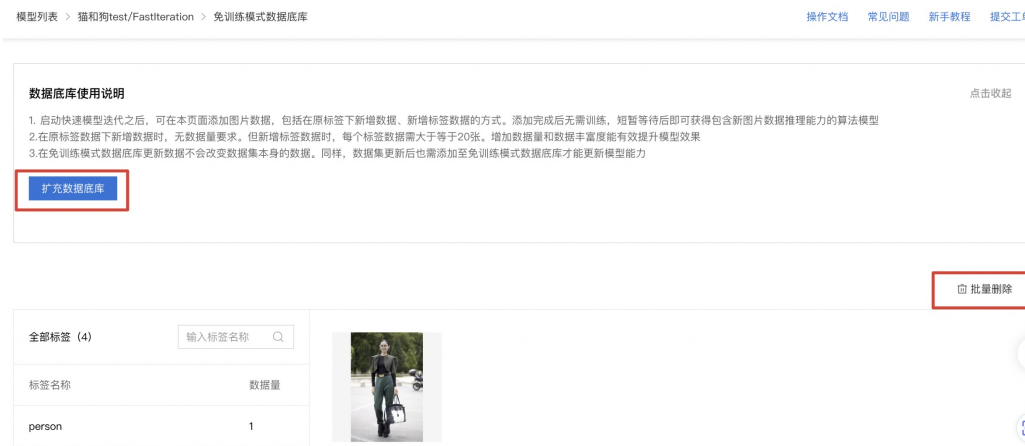 模型列表 > 猫和狗test/FastIteration > 免训练模式数据底库
操作文档 常见问题 新手教程 提交工单
数据底库使用说明
点击收起
1. 启动快速模型迭代之后，可在本页面添加图片数据，包括在原标签下新增数据、新增标签数据的方式。添加完成后无需训练，短暂等待后即可获得包含新图片数据推理能力的算法模型
2.在原标签数据下新增数据时，无数量要求。但新增标签数据时，每个标签数据需大于等于20张。增加数据量和数据丰富度能有效提升模型效果
3.在免训练模式数据底库更新数据不会改变数据集本身的数据。同样，数据集更新后也需添加至免训练模式数据底库才能更新模型能力
扩充数据底库
批量删除
全部标签（4） 输入标签名称
标签名称 数据量
person 1